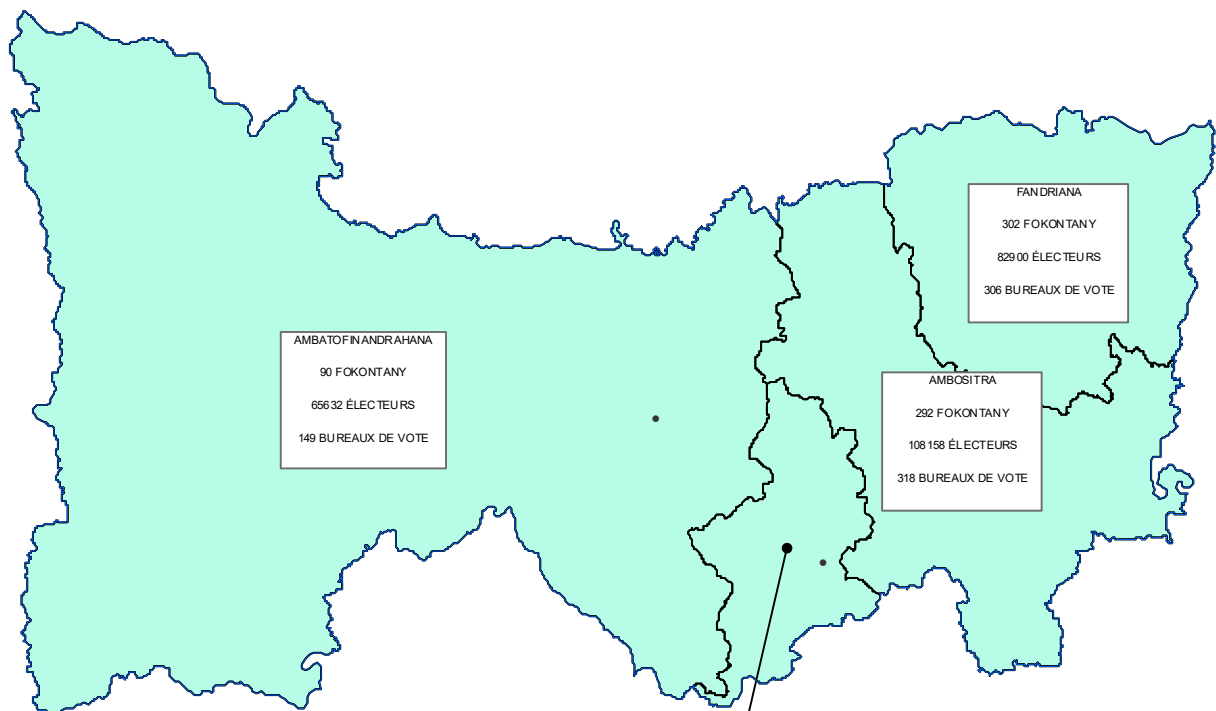 FANDRIANA
302 FOKONTANY
82900 ÉLECTEURS
306 BUREAUX DE VOTE
AMBATOFINANDRAHANA
90 FOKONTANY
65632 ÉLECTEURS
149 BUREAUX DE VOTE
AMBOSITRA
292 FOKONTANY
108158 ÉLECTEURS
318 BUREAUX DE VOTE